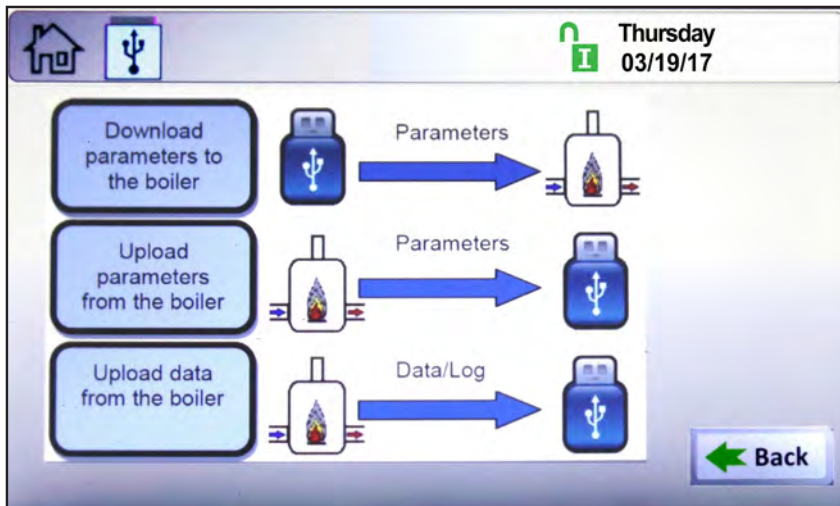 Thursday
03/19/17
I
Download
parameters to
the boiler
Parameters
Upload
parameters
from the boiler
Parameters
Upload data
from the boiler
Data/Log
Back